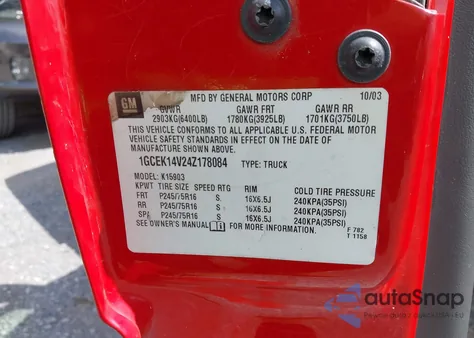 MFD BY GENERAL MOTORS CORP 10/03
GM
GVWR GAWR FRT GAWR RR
2903KG(6400LB) 1780KG(3925LB) 1701KG(3750LB)
THIS VEHICLE CONFORMS TO ALL APPLICABLE U.S. FEDERAL MOTOR
VEHICLE SAFETY STANDARDS IN EFFECT ON THE DATE OF
MANUFACTURE SHOWN ABOVE.
1GCEK14V24Z178084 TYPE: TRUCK
MODEL: K15903
KPWT TIRE SIZE SPEED RTG RIM COLD TIRE PRESSURE
FRT P245/75R16 S 16X6.5J 240KPA(35PSI)
RR P245/75R16 S 16X6.5J 240KPA(35PSI)
SPA P245/75R16 S 16X6.5J 240KPA(35PSI)
SEE OWNER'S MANUAL FOR MORE INFORMATION. F 702
T 1158
autoSnap